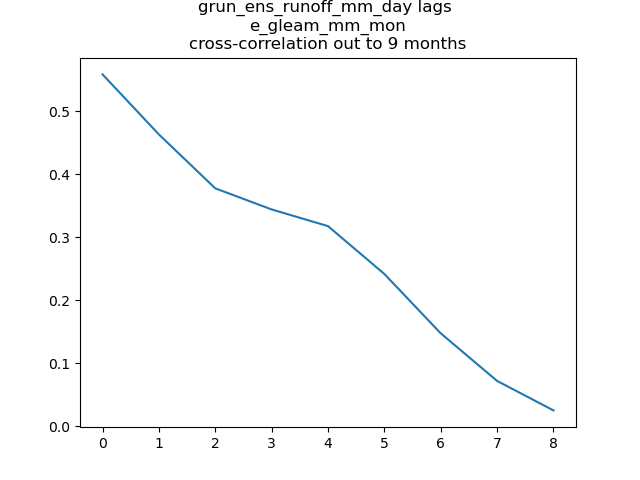 grun_ens_runoff_mm_day lags
e_gleam_mm_mon
cross-correlation out to 9 months
0.5
0.4
0.3
0.2
0.1
0.0
0 1 2 3 4 5 6 7 8